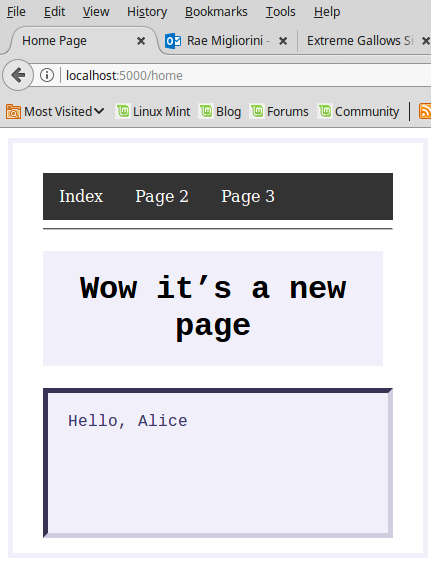 File Edit View History Bookmarks Tools Help
Home Page Rae Migliorini - Extreme Gallows Si
localhost:5000/home
Most Visited Linux Mint Blog Forums Community
Index Page 2 Page 3
Wow it’s a new
page
Hello, Alice